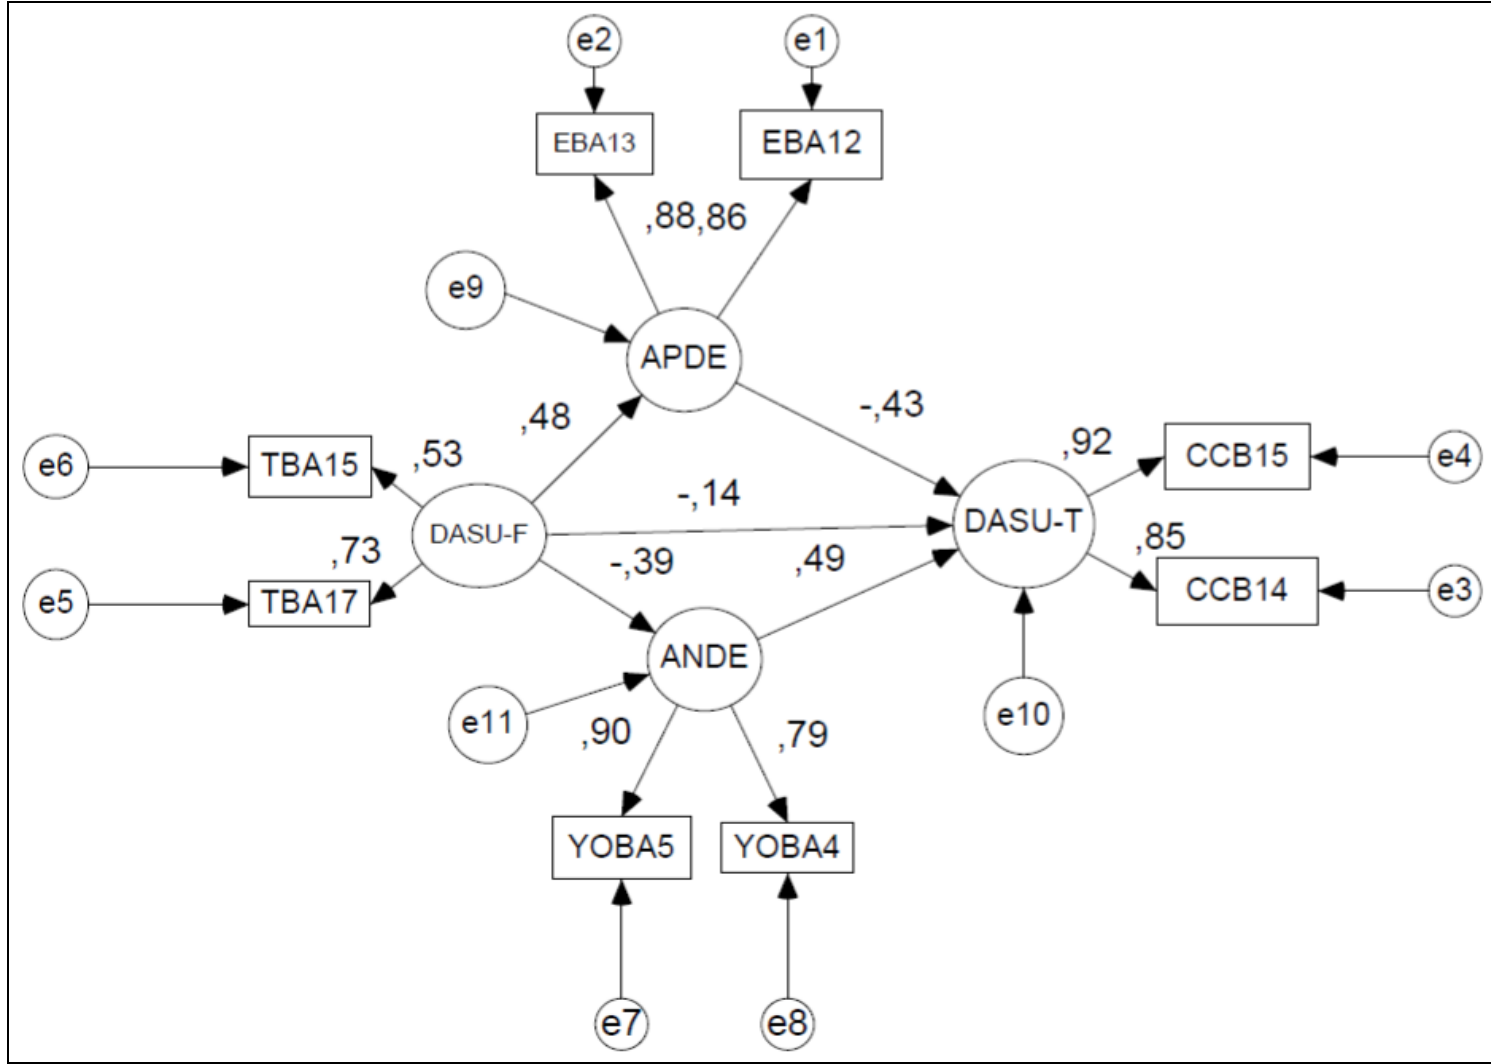 e2
e1
EBA13
EBA12
,88
,86
e9
APDE
,48
-,43
e6
TBA15
,53
,92
CCB15
e4
-,14
DASU-F
DASU-T
,73
-,39
,49
,85
e5
TBA17
CCB14
e3
ANDE
e11
e10
,90
,79
YOBA5
YOBA4
e7
e8